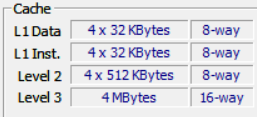 Cache
L1 Data 4 x 32 KBytes 8-way
L1 Inst. 4 x 32 KBytes 8-way
Level 2 4 x 512 KBytes 8-way
Level 3 4 MBytes 16-way